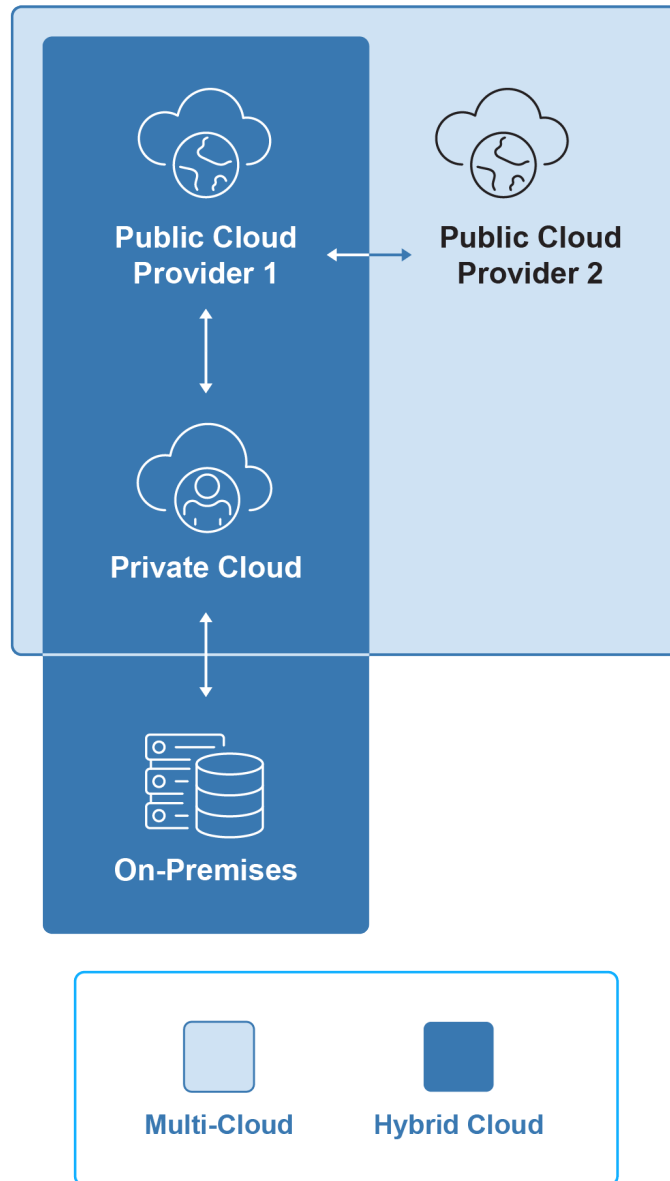 Public Cloud
Provider 1
Public Cloud
Provider 2
Private Cloud
On-Premises
Multi-Cloud
Hybrid Cloud